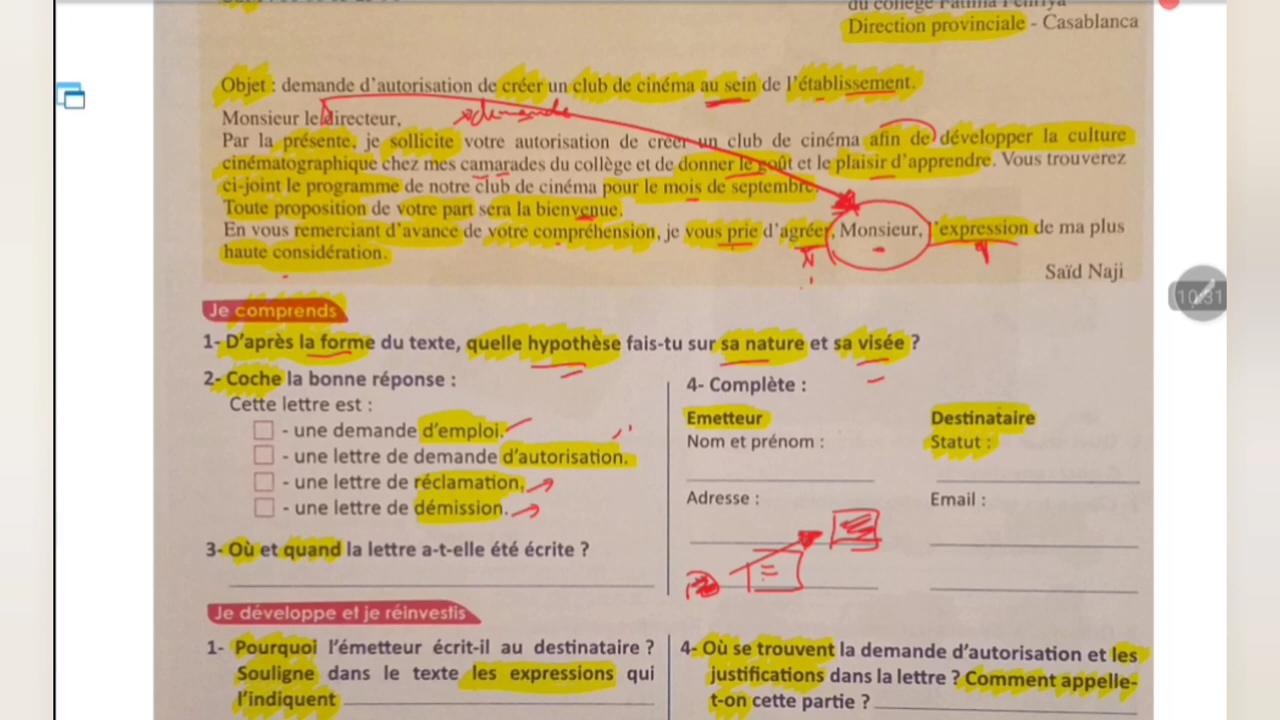 Direction provinciale - Casablanca
Objet : demande d'autorisation de créer un club de cinéma au sein de l'établissement.
Monsieur le directeur,
demande
Par la présente, je sollicite votre autorisation de créer un club de cinéma afin de développer la culture
cinématographique chez mes camarades du collège et de donner le goût et le plaisir d'apprendre. Vous trouverez
ci-joint le programme de notre club de cinéma pour le mois de septembre.
Toute proposition de votre part sera la bienvenue.
En vous remerciant d'avance de votre compréhension, je vous prie d'agréer, Monsieur, l'expression de ma plus
haute considération.
Saïd Naji
Je comprends
1- D'après la forme du texte, quelle hypothèse fais-tu sur sa nature et sa visée ?
2- Coche la bonne réponse :
Cette lettre est :
- une demande d'emploi.
- une lettre de demande d'autorisation.
- une lettre de réclamation.
- une lettre de démission.
3- Où et quand la lettre a-t-elle été écrite ?
4- Complète :
Emetteur Destinataire
Nom et prénom : Statut :
Adresse : Email :
10:31
Je développe et je réinvestis
1- Pourquoi l'émetteur écrit-il au destinataire ?
Souligne dans le texte les expressions qui
l'indiquent
4- Où se trouvent la demande d'autorisation et les
justifications dans la lettre ? Comment appelle-
t-on cette partie ?